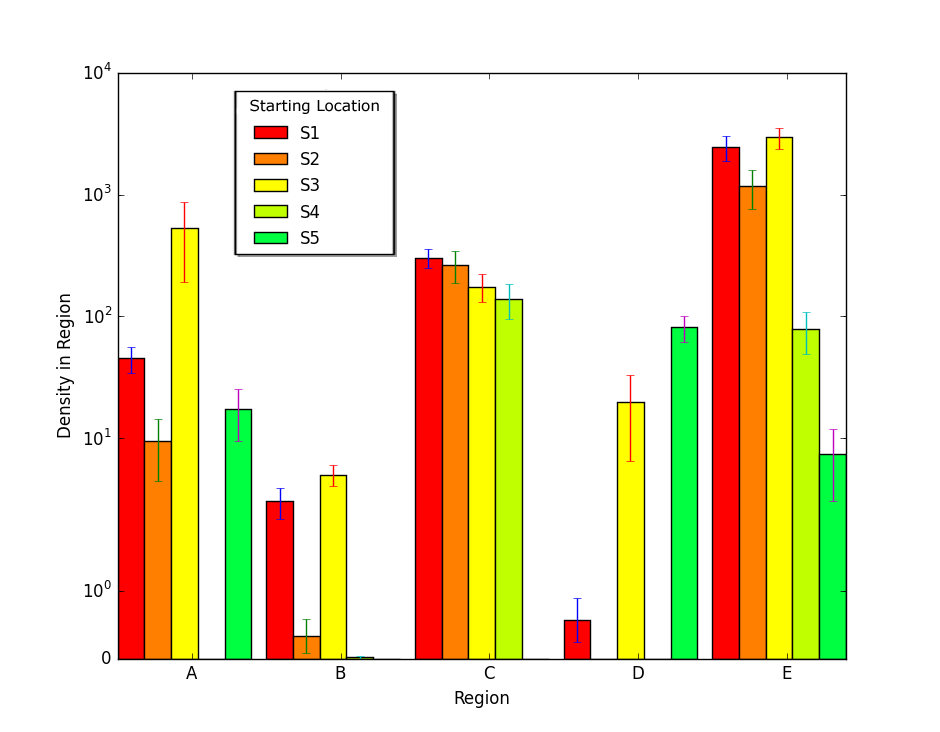 10^4
10^3
10^2
10^1
10^0
0
Density in Region
Starting Location
S1
S2
S3
S4
S5
A B C D E
Region